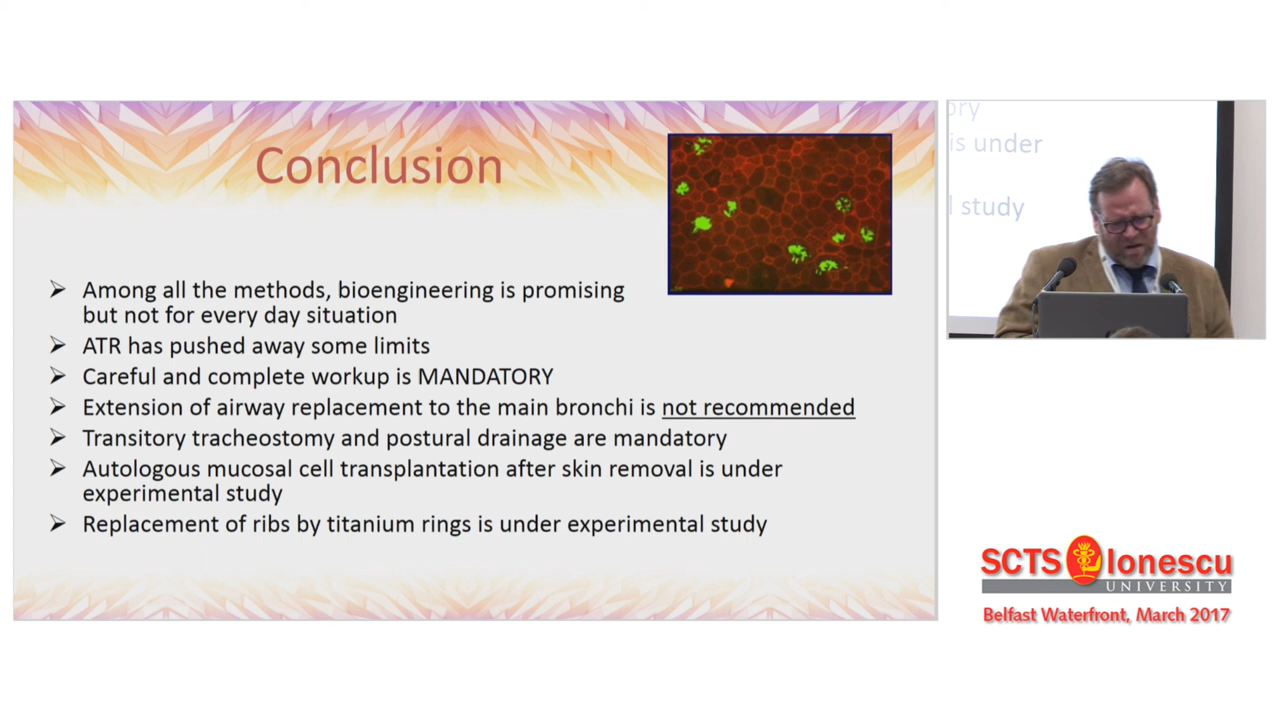 Conclusion
Among all the methods, bioengineering is promising
but not for every day situation
ATR has pushed away some limits
Careful and complete workup is MANDATORY
Extension of airway replacement to the main bronchi is not recommended
Transitory tracheostomy and postural drainage are mandatory
Autologous mucosal cell transplantation after skin removal is under
experimental study
Replacement of ribs by titanium rings is under experimental study
is under
study
SCTS Ionescu
UNIVERSITY
Belfast Waterfront, March 2017